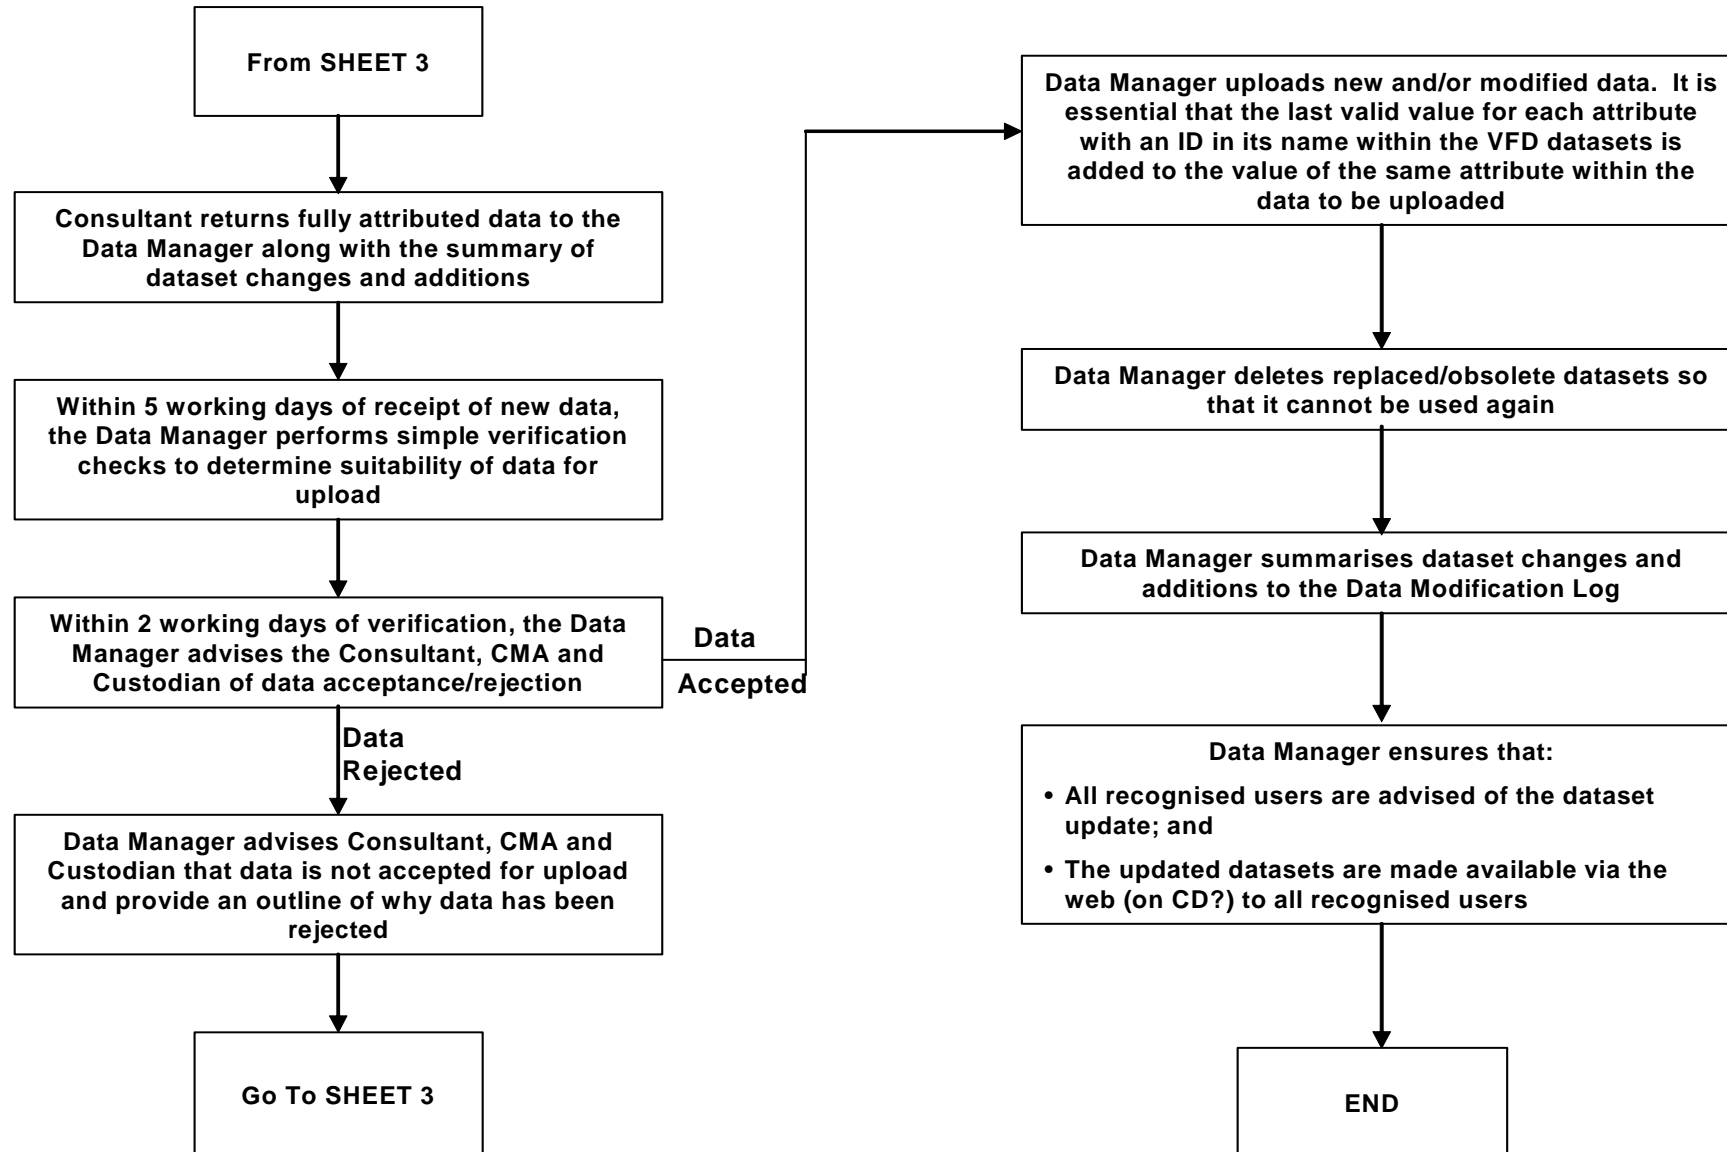 From SHEET 3
Consultant returns fully attributed data to the
Data Manager along with the summary of
dataset changes and additions
Within 5 working days of receipt of new data,
the Data Manager performs simple verification
checks to determine suitability of data for
upload
Within 2 working days of verification, the Data
Manager advises the Consultant, CMA and
Custodian of data acceptance/rejection
Data
Rejected
Data Manager advises Consultant, CMA and
Custodian that data is not accepted for upload
and provide an outline of why data has been
rejected
Go To SHEET 3
Data
Accepted
Data Manager uploads new and/or modified data.  It is
essential that the last valid value for each attribute
with an ID in its name within the VFD datasets is
added to the value of the same attribute within the
data to be uploaded
Data Manager deletes replaced/obsolete datasets so
that it cannot be used again
Data Manager summarises dataset changes and
additions to the Data Modification Log
Data Manager ensures that:
• All recognised users are advised of the dataset
update; and
• The updated datasets are made available via the
web (on CD?) to all recognised users
END